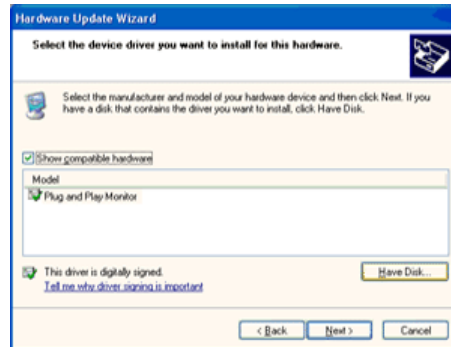 Hardware Update Wizard
Select the device driver you want to install for this hardware.
Select the manufacturer and model of your hardware device and then click Next. If you
have a disk that contains the driver you want to install, click Have Disk.
Show compatible hardware
Model
Plug and Play Monitor
This driver is digitally signed.
Have Disk...
Tell me why driver signing is important
< Back
Next >
Cancel